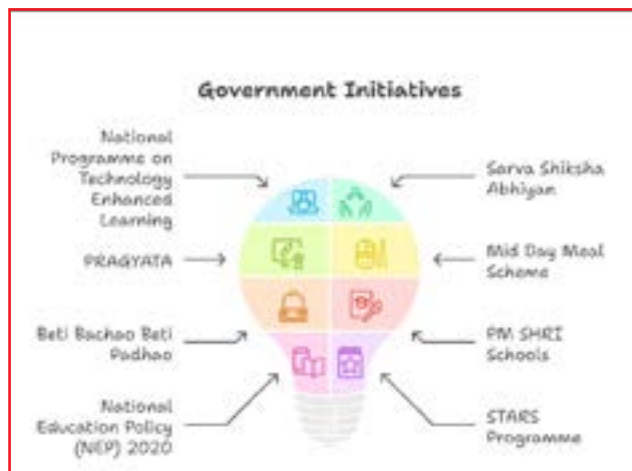 Government Initiatives
National
Programme on
Technology
Enhanced
Learning
PRAGYATA
Beti Bachao Beti
Padhao
National
Education Policy
(NEP) 2020
Sarva Shiksha
Abhiyan
Mid Day Meal
Scheme
PM SHRI
Schools
STARS
Programme